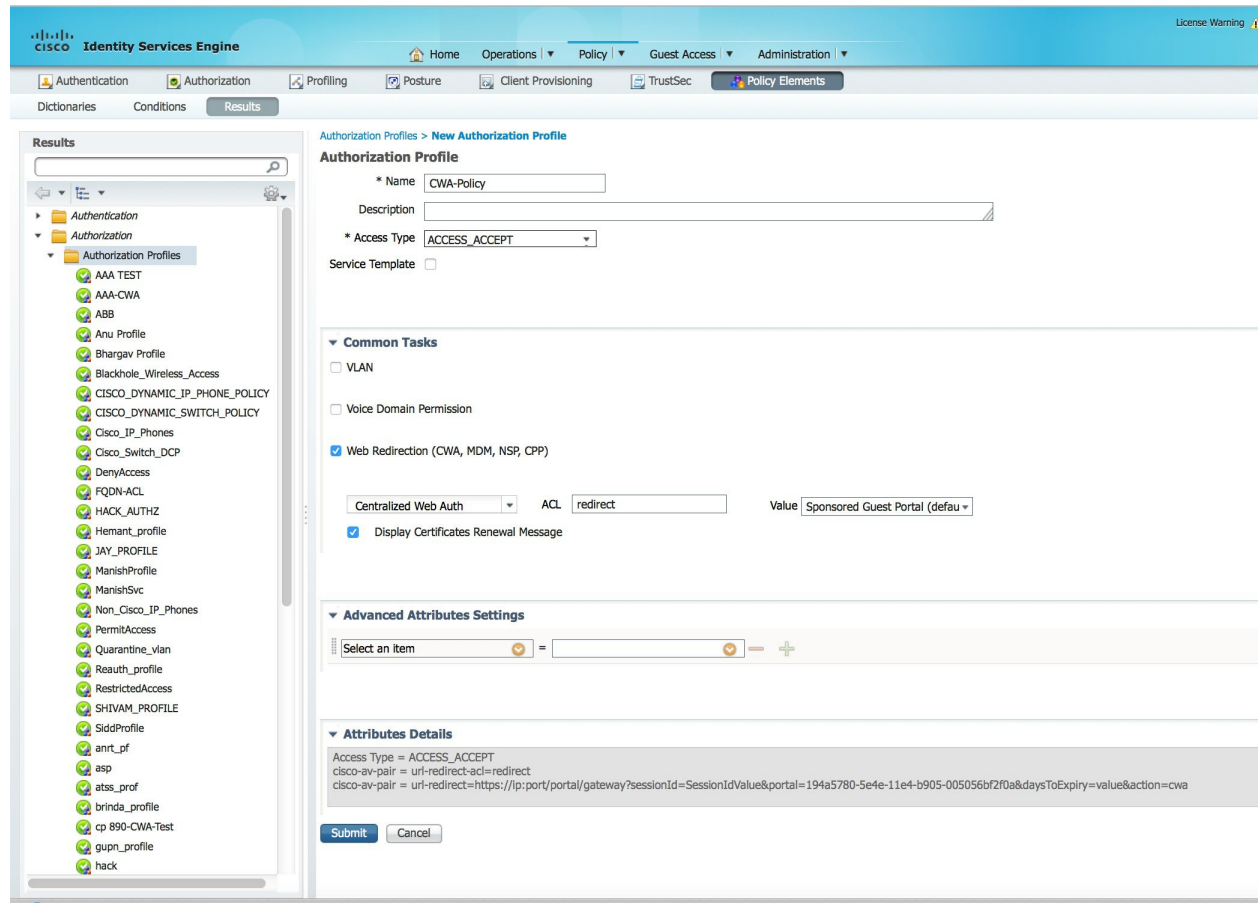 License Warning
CISCO Identity Services Engine
Home Operations Policy Guest Access Administration
Authentication Authorization Profiling Posture Client Provisioning TrustSec Policy Elements
Dictionaries Conditions Results
Results
Authentication
Authorization
Authorization Profiles
AAA TEST
AAA-CWA
ABB
Anu Profile
Bhargav Profile
Blackhole_Wireless_Access
CISCO_DYNAMIC_IP_PHONE_POLICY
CISCO_DYNAMIC_SWITCH_POLICY
Cisco_IP_Phones
Cisco_Switch_DCP
DenyAccess
FQDN-ACL
HACK_AUTHZ
Hemant_profile
JAY_PROFILE
ManishProfile
ManishSvc
Non_Cisco_IP_Phones
PermitAccess
Quarantine_vlan
Reauth_profile
RestrictedAccess
SHIVAM_PROFILE
SiddProfile
anrt_pf
asp
atss_prof
brinda_profile
cp 890-CWA-Test
gupn_profile
hack
Authorization Profiles > New Authorization Profile
Authorization Profile
* Name CWA-Policy
Description
* Access Type ACCESS_ACCEPT
Service Template
Common Tasks
VLAN
Voice Domain Permission
Web Redirection (CWA, MDM, NSP, CPP)
Centralized Web Auth ACL redirect Value Sponsored Guest Portal (defau
Display Certificates Renewal Message
Advanced Attributes Settings
Select an item =
Attributes Details
Access Type = ACCESS_ACCEPT
cisco-av-pair = url-redirect-acl=redirect
cisco-av-pair = url-redirect=https://ip:port/portal/gateway?sessionId=SessionIdValue&portal=194a5780-5e4e-11e4-b905-005056bf2f0a&daysToExpiry=value&action=cwa
Submit Cancel